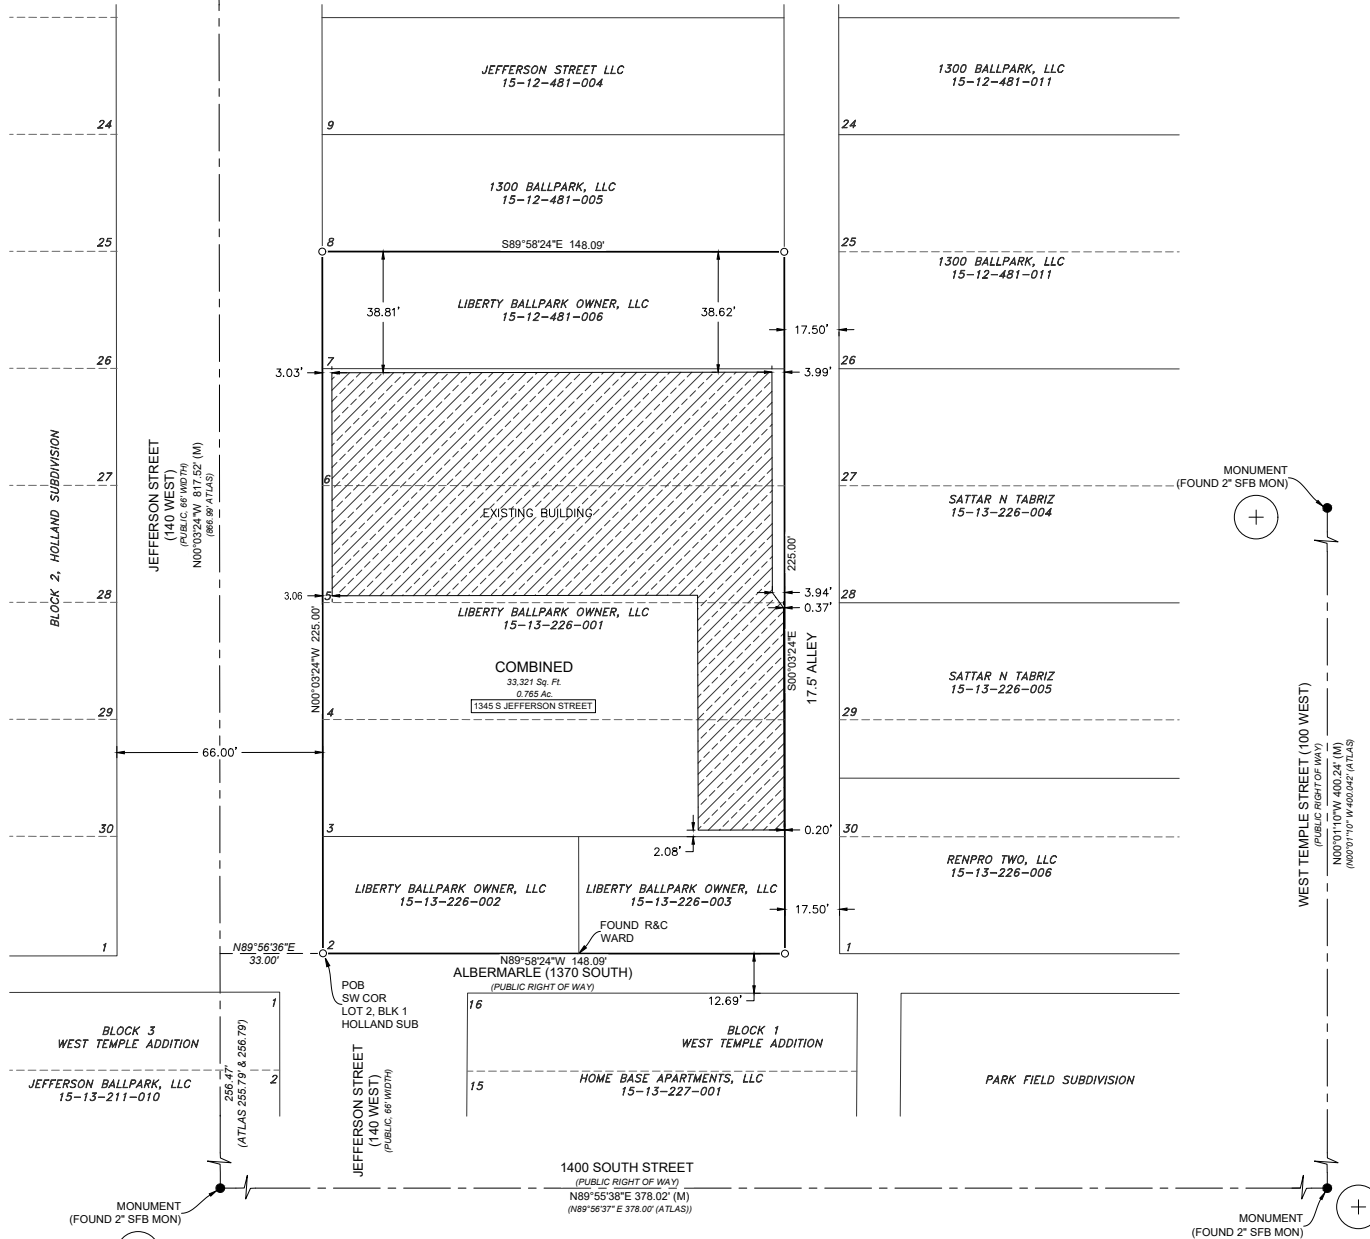 JEFFERSON STREET LLC
15-12-481-004
1300 BALLPARK, LLC
15-12-481-011
24
9
24
1300 BALLPARK, LLC
15-12-481-005
25
8
S89°58'24"E 148.09'
25
1300 BALLPARK, LLC
15-12-481-011
38.81'
LIBERTY BALLPARK OWNER, LLC
15-12-481-006
38.62'
17.50'
26
7
26
3.03'
3.99'
BLOCK 2, HOLLAND SUBDIVISION
JEFFERSON STREET
(140 WEST)
(PUBLIC, 66' WIDTH)
N00°03'24"W 817.52' (M)
(866.99' ATLAS)
27
6
27
EXISTING BUILDING
SATTAR N TABRIZ
15-13-226-004
MONUMENT
(FOUND 2" SFB MON)
225.00'
S00°03'24"E
17.5' ALLEY
28
3.06
5
3.94'
0.37'
28
N00°03'24"W 225.00'
LIBERTY BALLPARK OWNER, LLC
15-13-226-001
COMBINED
33,321 Sq. Ft.
0.765 Ac.
1345 S JEFFERSON STREET
SATTAR N TABRIZ
15-13-226-005
29
4
29
66.00'
WEST TEMPLE STREET (100 WEST)
(PUBLIC RIGHT OF WAY)
N00°01'10"W 400.24' (M)
(N00°01'10" W 400.042' (ATLAS)
30
3
0.20'
30
2.08'
RENPRO TWO, LLC
15-13-226-006
LIBERTY BALLPARK OWNER, LLC
15-13-226-002
LIBERTY BALLPARK OWNER, LLC
15-13-226-003
17.50'
FOUND R&C
WARD
1
N89°56'36"E
33.00'
2
1
N89°58'24"W 148.09'
ALBERMARLE (1370 SOUTH)
(PUBLIC RIGHT OF WAY)
POB
SW COR
LOT 2, BLK 1
HOLLAND SUB
12.69'
1
16
BLOCK 3
WEST TEMPLE ADDITION
BLOCK 1
WEST TEMPLE ADDITION
256.47'
(ATLAS 255.79' & 256.79')
2
15
JEFFERSON BALLPARK, LLC
15-13-211-010
JEFFERSON STREET
(140 WEST)
(PUBLIC, 66' WIDTH)
HOME BASE APARTMENTS, LLC
15-13-227-001
PARK FIELD SUBDIVISION
1400 SOUTH STREET
(PUBLIC RIGHT OF WAY)
N89°55'38"E 378.02' (M)
(N89°56'37" E 378.00' (ATLAS))
MONUMENT
(FOUND 2" SFB MON)
MONUMENT
(FOUND 2" SFB MON)